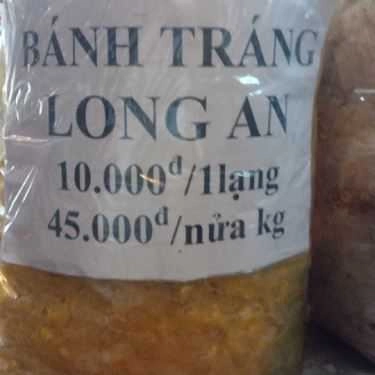 BÁNH TRÁNG
LONG AN
10.000đ/1lạng
45.000đ/nửa kg